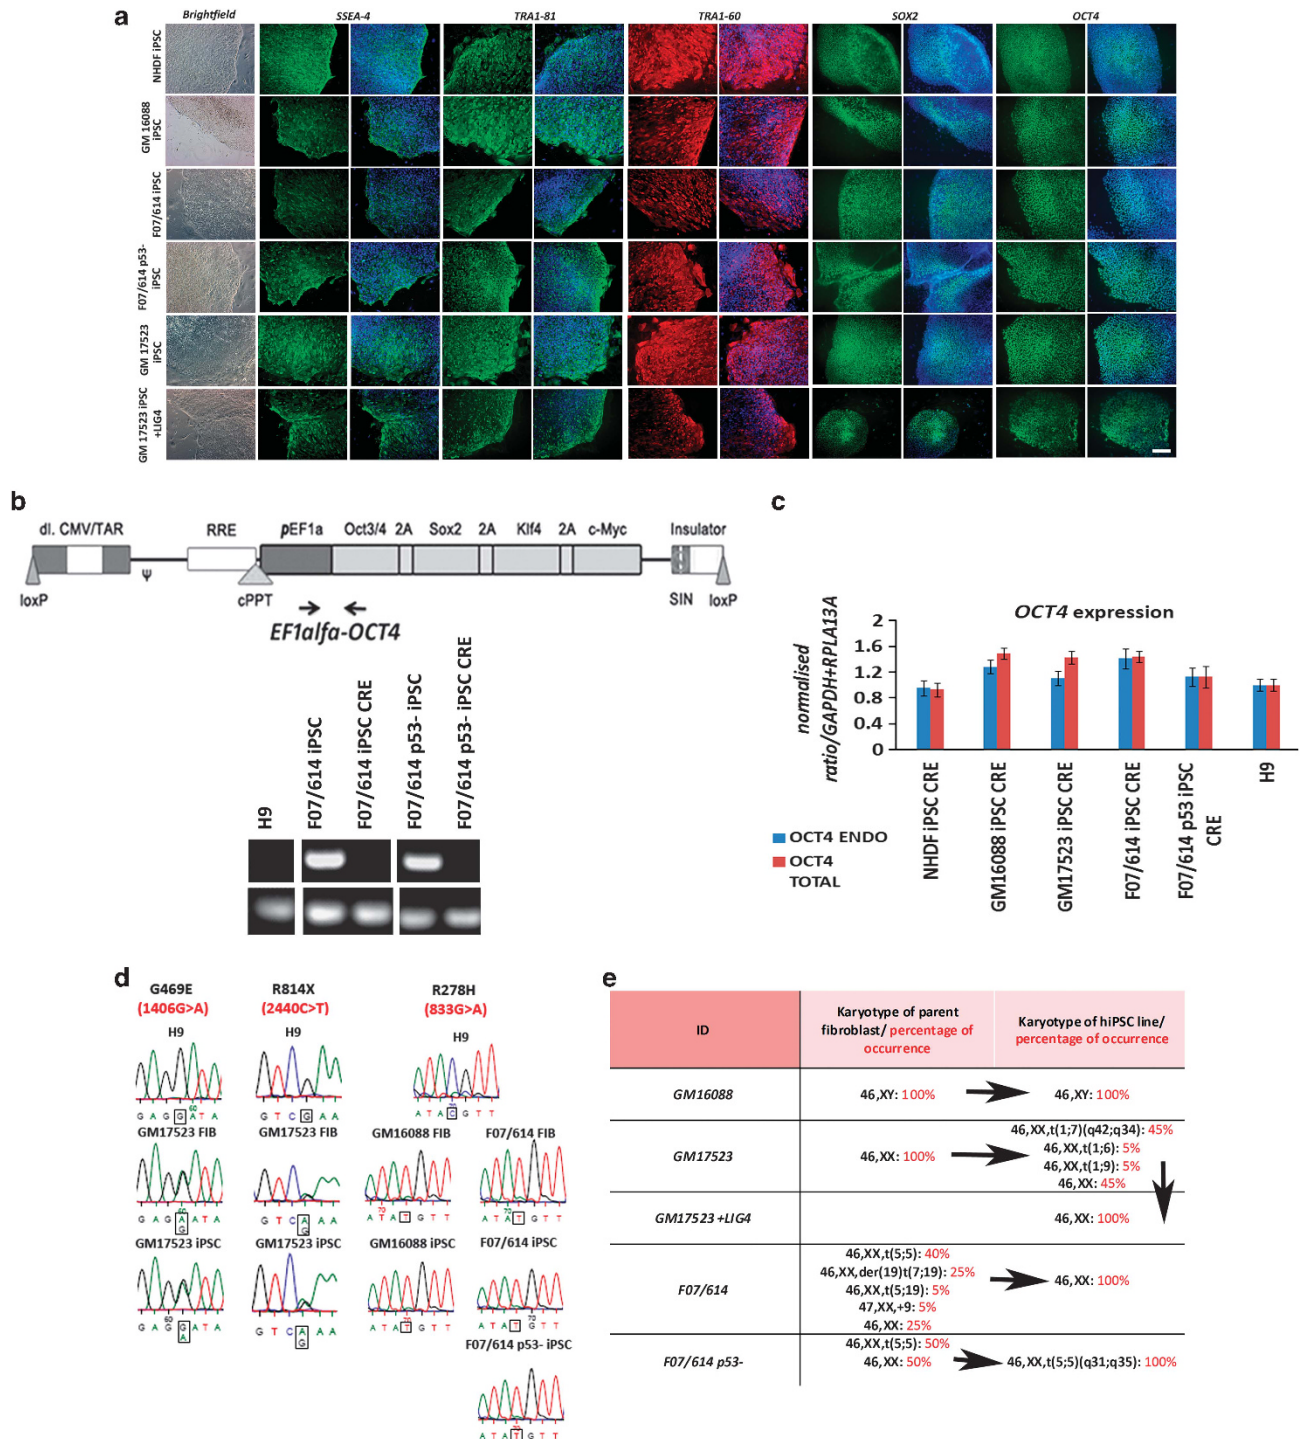 a
Brightfield SSEA-4 TRA1-81 TRA1-60 SOX2 OCT4
NHDF iPSC
GM 16088 iPSC
F07/614 iPSC
F07/614 p53- iPSC
GM 17523 iPSC
GM 17523 iPSC +LIG4
b
dl. CMV/TAR RRE pEF1a Oct3/4 2A Sox2 2A Klf4 2A c-Myc Insulator
Ψ
loxP cPPT SIN loxP
EF1alfa-OCT4
H9
F07/614 iPSC
F07/614 iPSC CRE
F07/614 p53- iPSC
F07/614 p53- iPSC CRE
c
OCT4 expression
normalised
ratio/GAPDH+RPLA13A
2
1.6
1.2
0.8
0.4
0
NHDF iPSC CRE
GM16088 iPSC CRE
GM17523 iPSC CRE
F07/614 iPSC CRE
F07/614 p53 iPSC CRE
H9
OCT4 ENDO
OCT4
TOTAL
d
G469E R814X R278H
(1406G>A) (2440C>T) (833G>A)
H9 H9 H9
60
G A G G A T A
G T C G A A
A T A C G T T
GM17523 FIB GM17523 FIB GM16088 FIB F07/614 FIB
60
G A G A A T A
G
G T C A A A
G
70
A T A T G T T
70
A T A T G T T
GM17523 iPSC GM17523 iPSC GM16088 iPSC F07/614 iPSC
60
G A G G A T A
A
G T C A A A
G
70
A T A T G T T
70
A T A T G T T
F07/614 p53- iPSC
70
A T A T G T T
e
ID
Karyotype of parent
fibroblast/ percentage of
occurrence
Karyotype of hiPSC line/
percentage of occurrence
GM16088 46,XY: 100% 46,XY: 100%
GM17523 46,XX: 100%
46,XX,t(1;7)(q42;q34): 45%
46,XX,t(1;6): 5%
46,XX,t(1;9): 5%
46,XX: 45%
GM17523 +LIG4 46,XX: 100%
F07/614
46,XX,t(5;5): 40%
46,XX,der(19)t(7;19): 25%
46,XX,t(5;19): 5%
47,XX,+9: 5%
46,XX: 25%
46,XX: 100%
F07/614 p53-
46,XX,t(5;5): 50%
46,XX: 50%
46,XX,t(5;5)(q31;q35): 100%